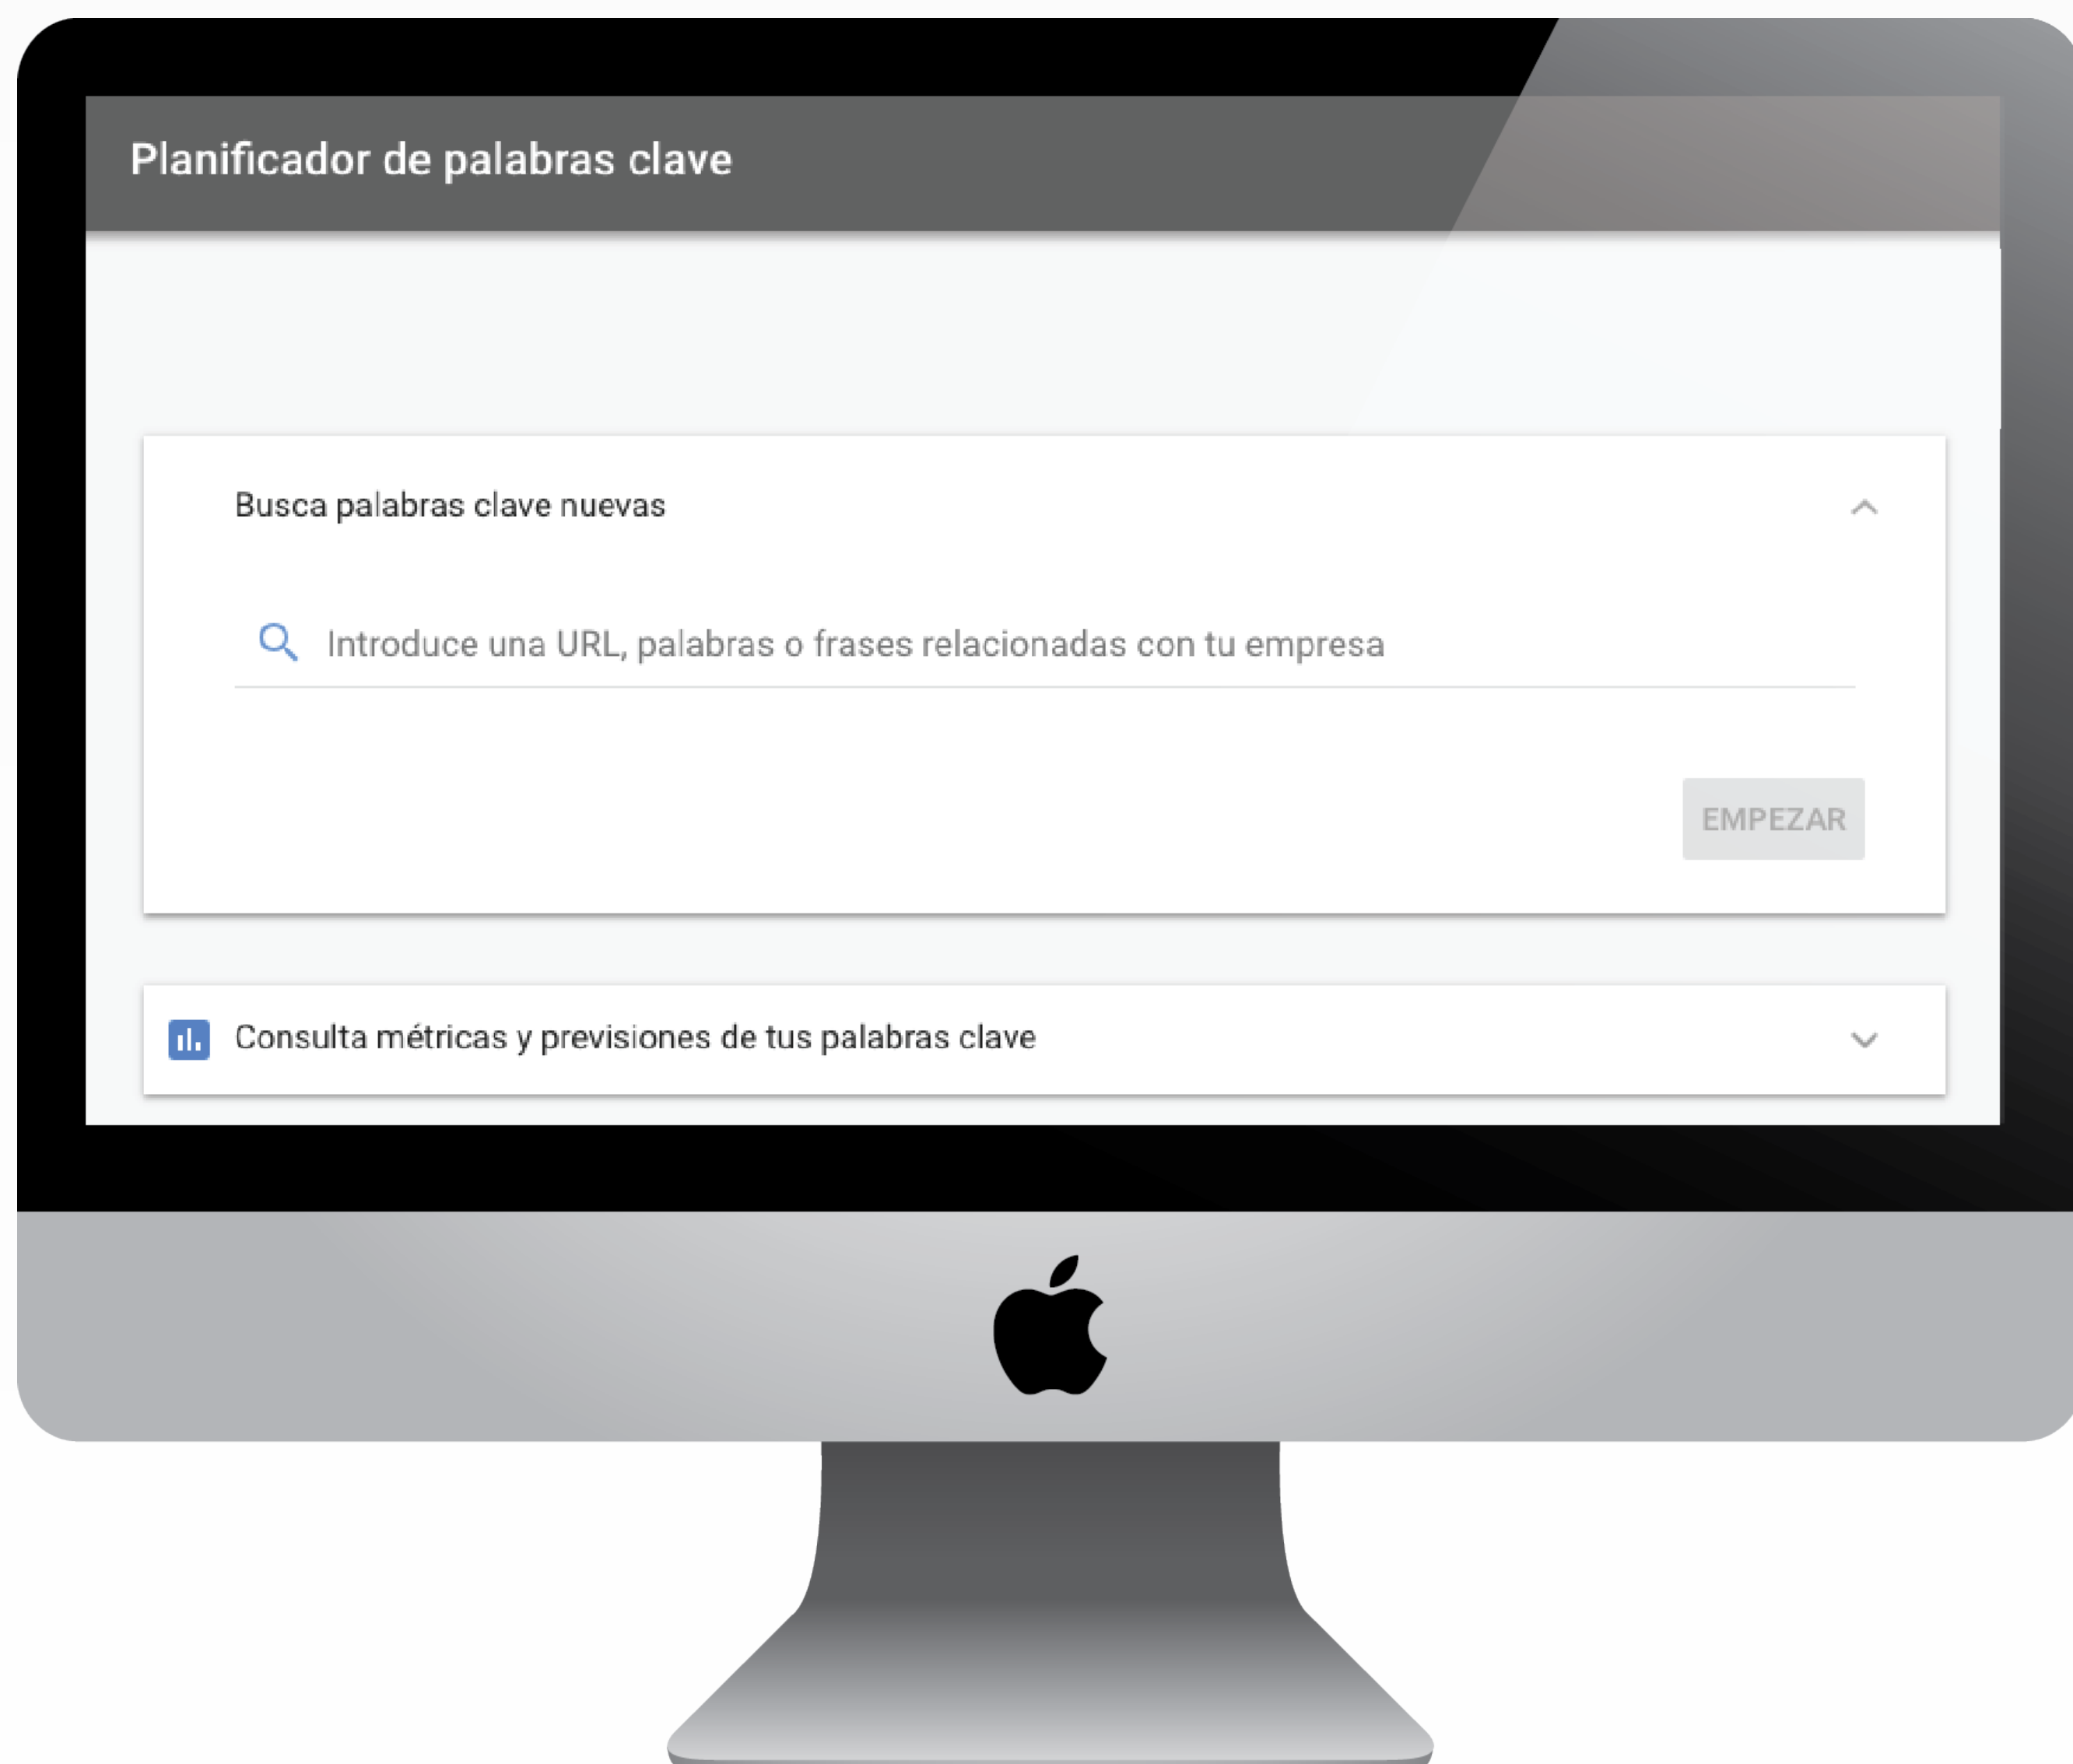 Planificador de palabras clave
Busca palabras clave nuevas
Introduce una URL, palabras o frases relacionadas con tu empresa
EMPEZAR
Consulta métricas y previsiones de tus palabras clave